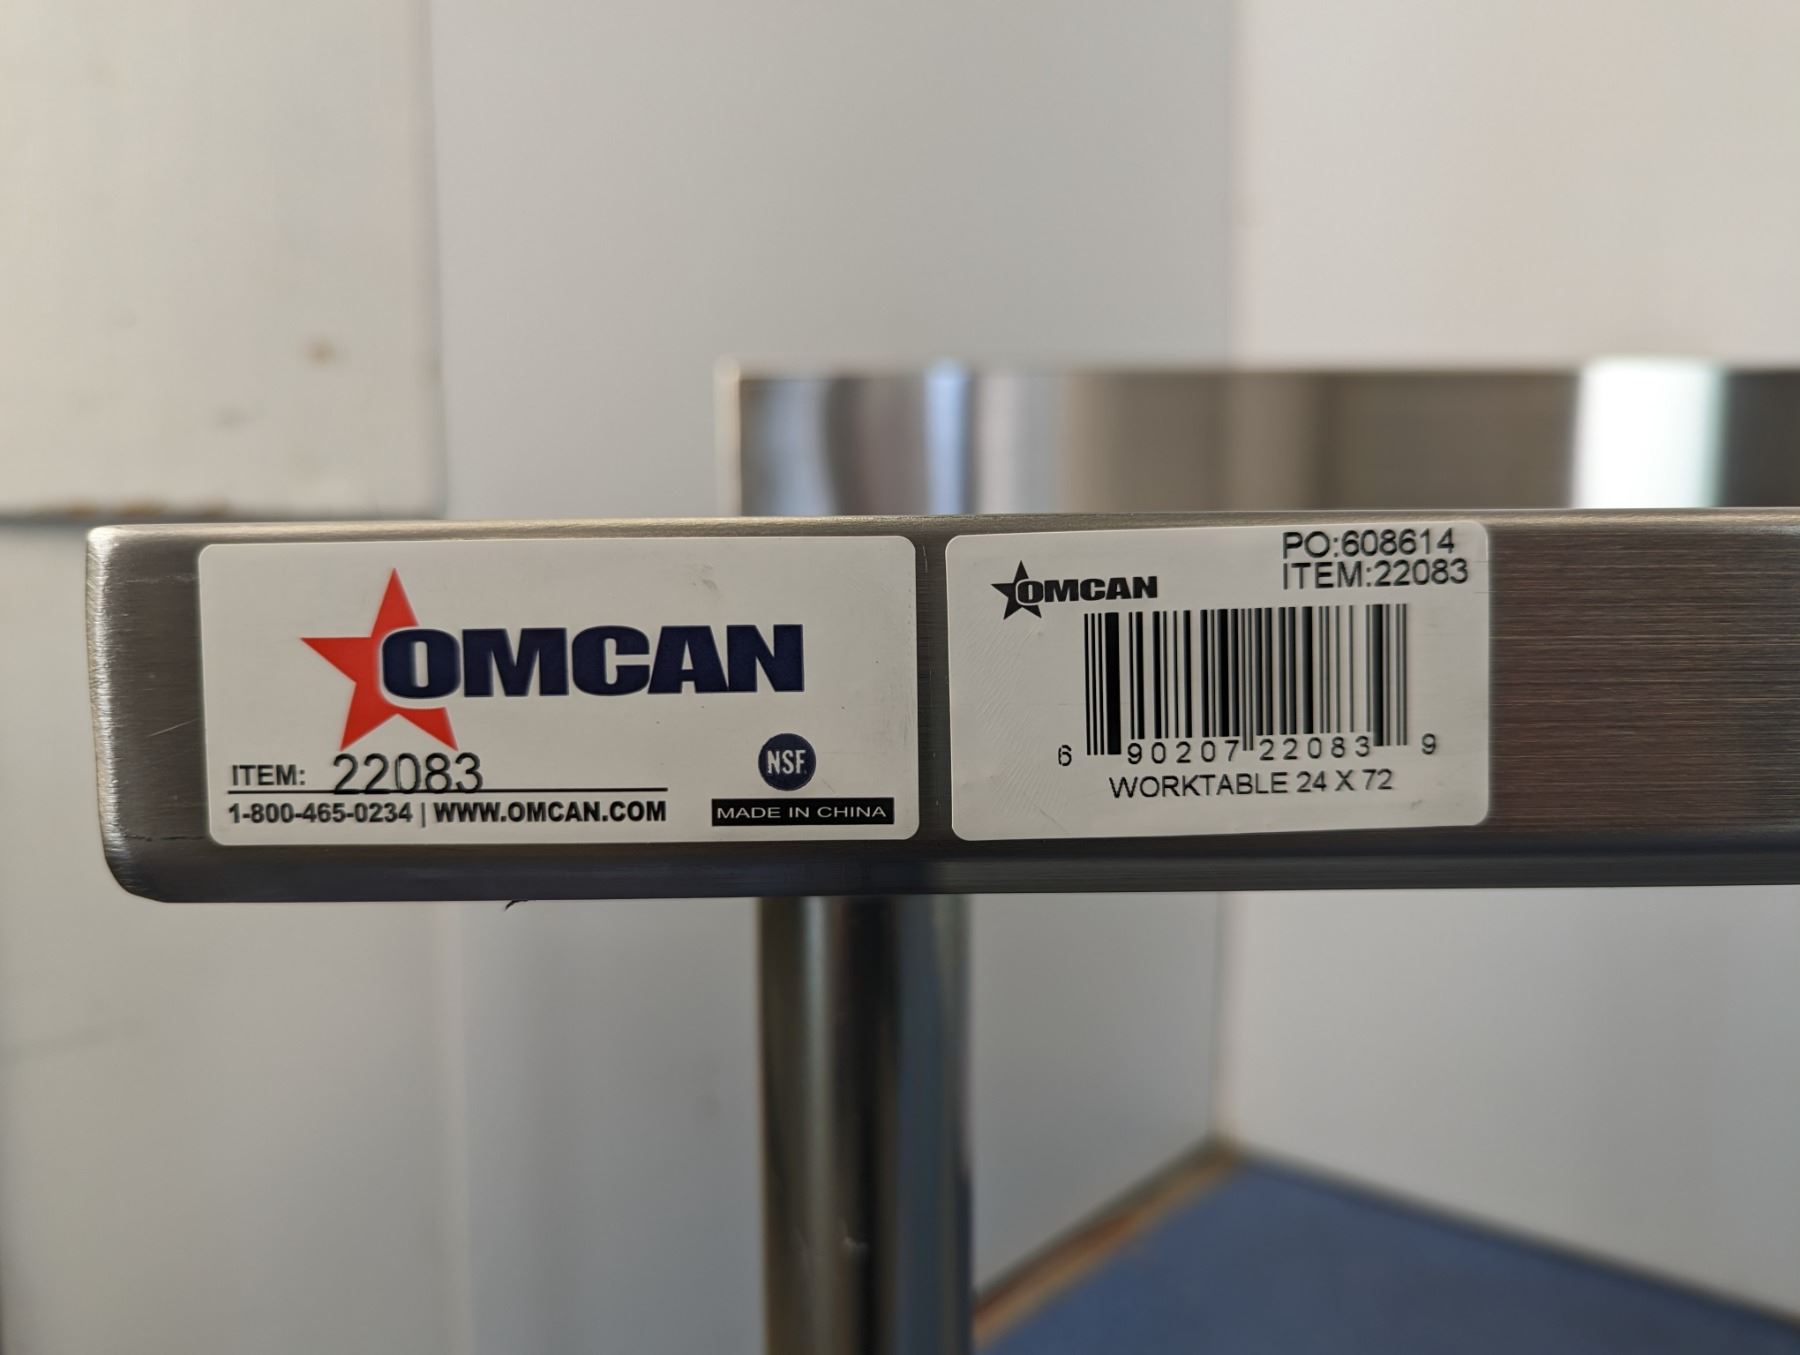 OMCAN
ITEM: 22083
1-800-465-0234 | WWW.OMCAN.COM
NSF
MADE IN CHINA
OMCAN
PO:608614
ITEM:22083
6 90207 22083 9
WORKTABLE 24 X 72